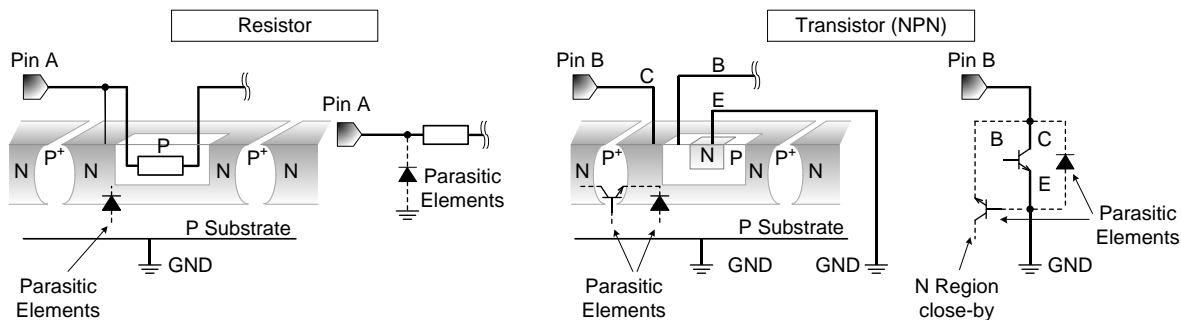 Resistor
Transistor (NPN)
Pin A
Pin A
N
P+
N
P
N
P+
N
Parasitic
Elements
P Substrate
GND
Parasitic
Elements
Pin B
C
B
E
N
P+
N
N
P
N
P+
N
P Substrate
GND
GND
Parasitic
Elements
Pin B
B
C
E
Parasitic
Elements
GND
N Region
close-by